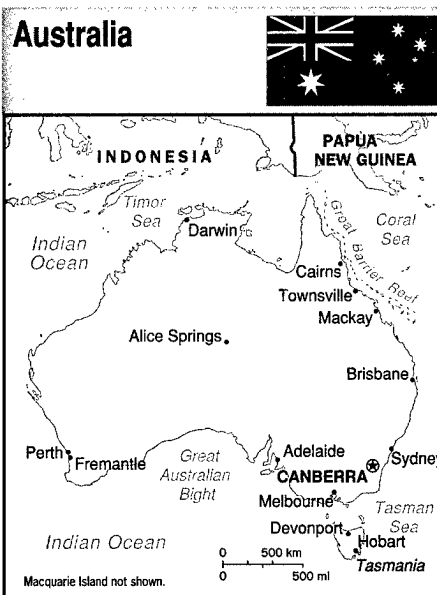 Australia
INDONESIA
PAPUA
NEW GUINEA
Timor
Sea
Darwin
Indian
Ocean
Coral
Sea
Great Barrier Reef
Cairns
Townsville
Mackay
Alice Springs
Brisbane
Perth
Fremantle
Great
Australian
Bight
Adelaide
CANBERRA
Sydney
Melbourne
Tasman
Sea
Devonport
Hobart
Tasmania
Indian Ocean
0 500 km
0 500 ml
Macquarie Island not shown.